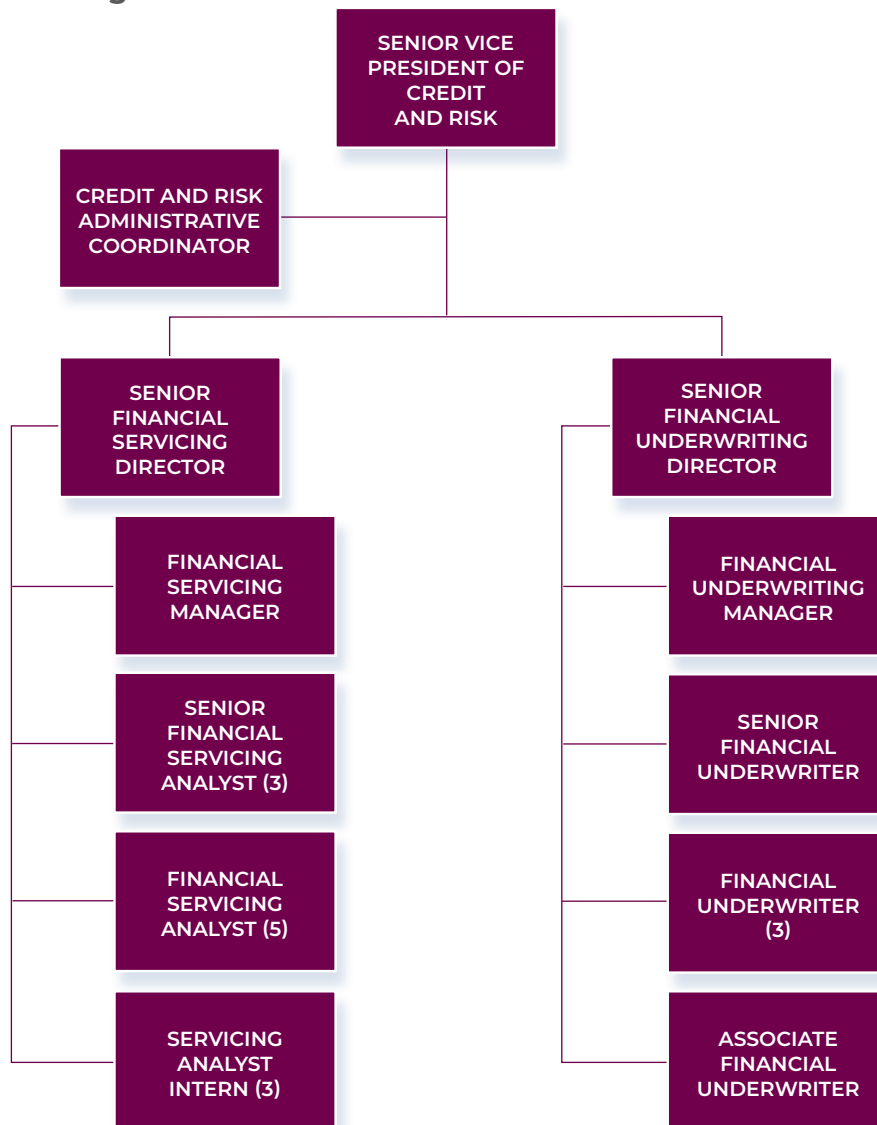 SENIOR VICE
PRESIDENT OF
CREDIT
AND RISK
CREDIT AND RISK
ADMINISTRATIVE
COORDINATOR
SENIOR
FINANCIAL
SERVICING
DIRECTOR
SENIOR
FINANCIAL
UNDERWRITING
DIRECTOR
FINANCIAL
SERVICING
MANAGER
FINANCIAL
UNDERWRITING
MANAGER
SENIOR
FINANCIAL
SERVICING
ANALYST (3)
SENIOR
FINANCIAL
UNDERWRITER
FINANCIAL
SERVICING
ANALYST (5)
FINANCIAL
UNDERWRITER
(3)
SERVICING
ANALYST
INTERN (3)
ASSOCIATE
FINANCIAL
UNDERWRITER